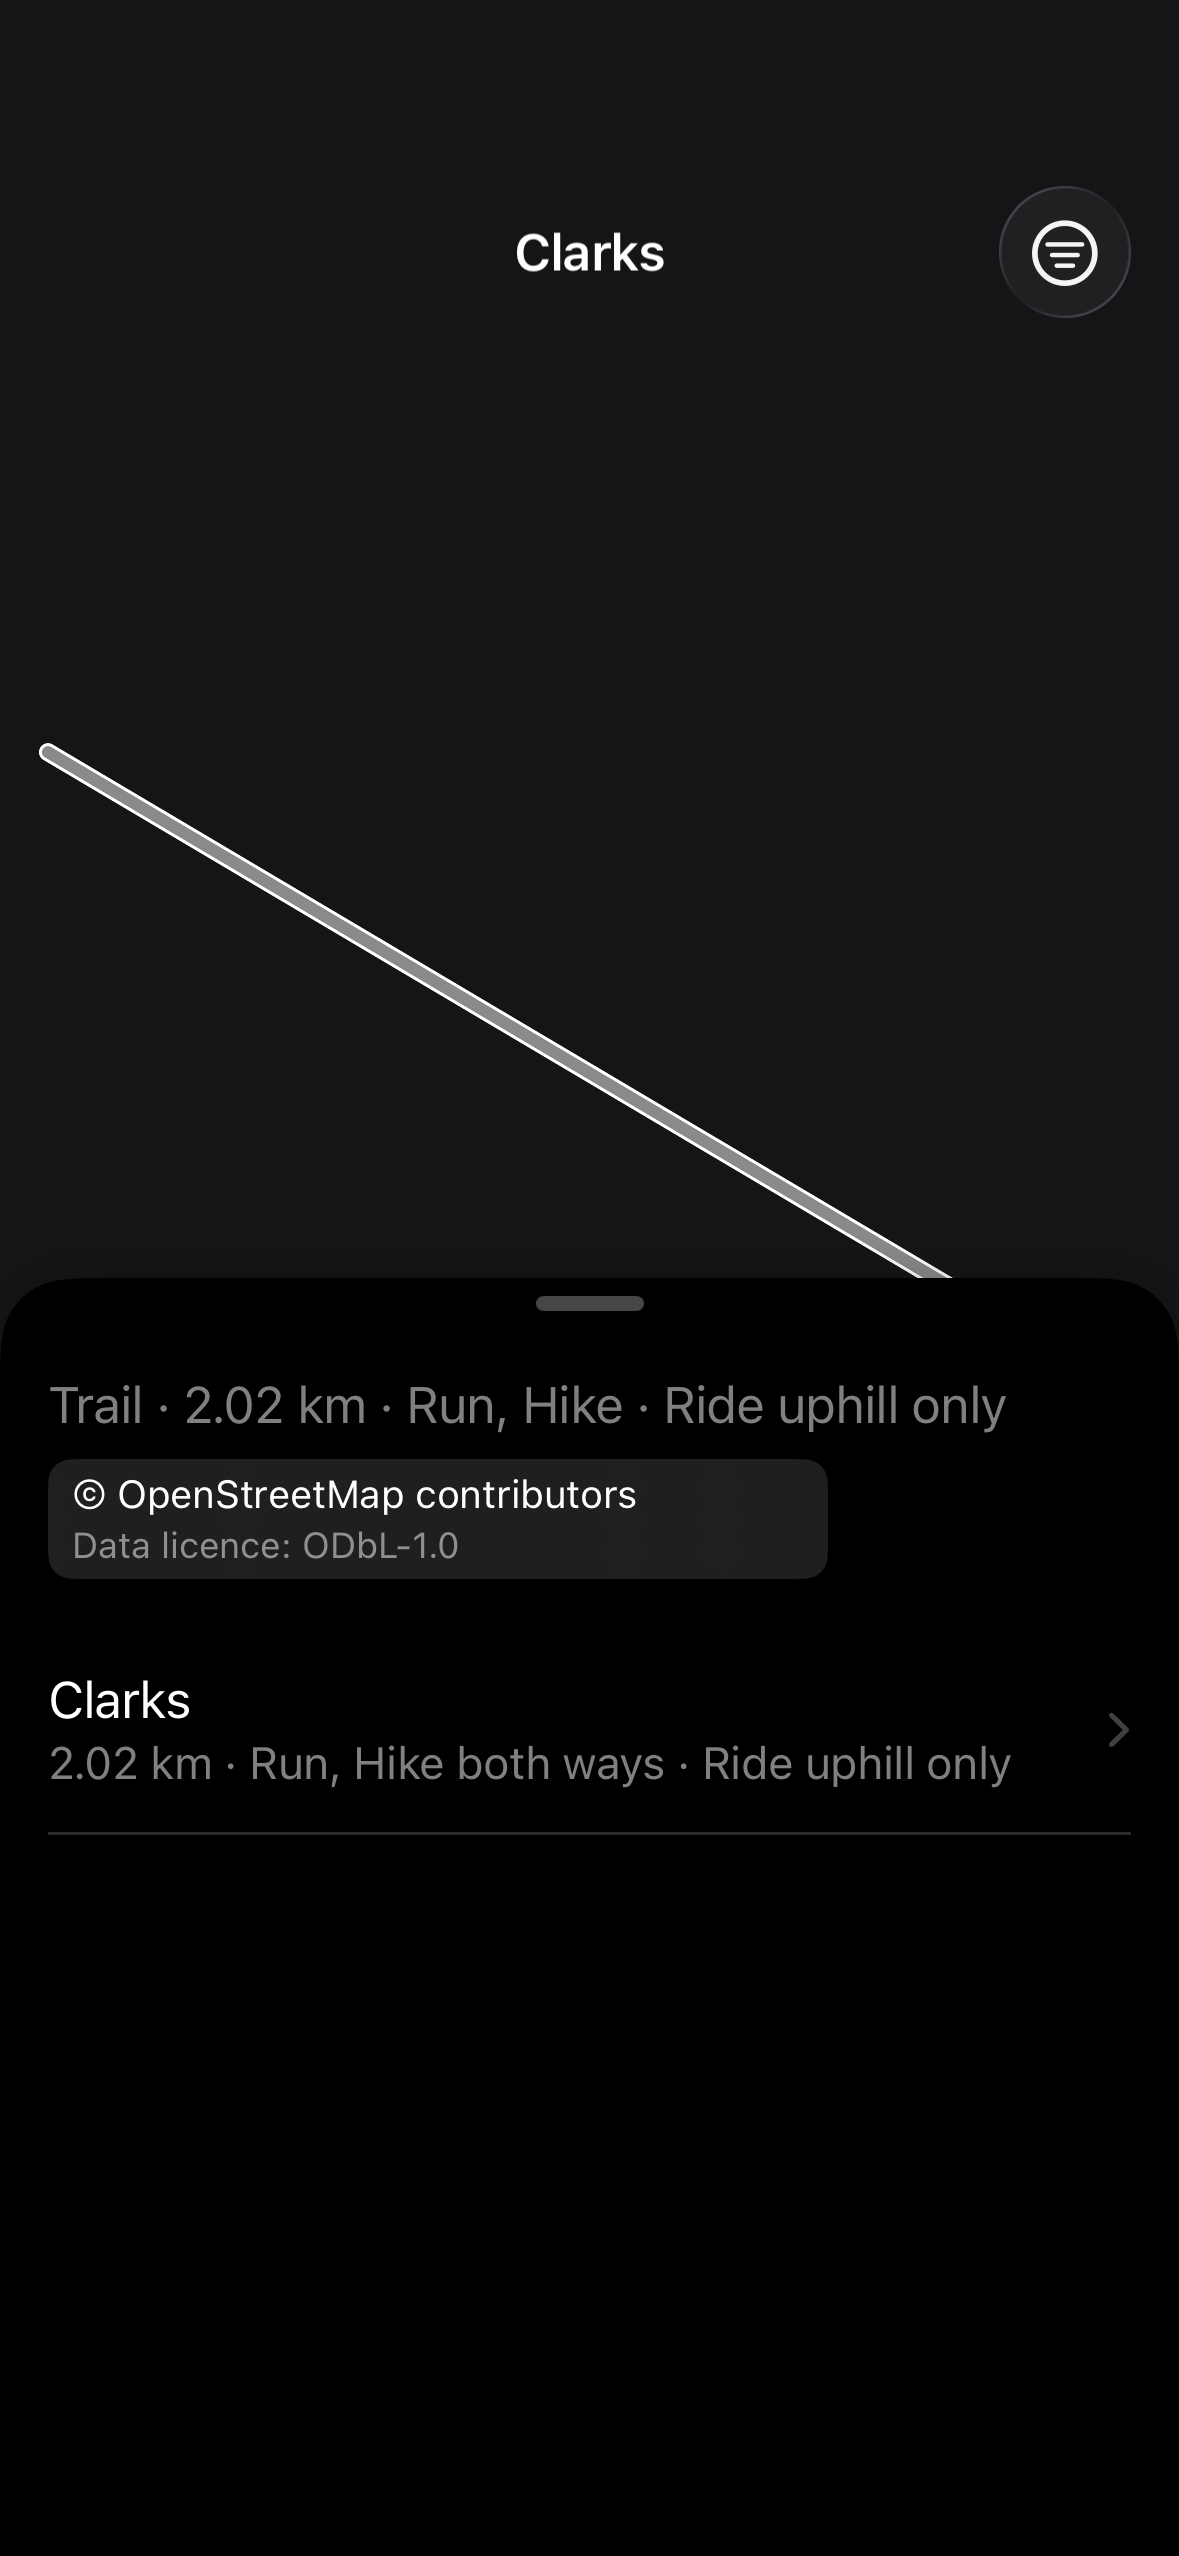 Clarks
Trail · 2.02 km · Run, Hike · Ride uphill only
© OpenStreetMap contributors
Data licence: ODbL-1.0
Clarks
2.02 km · Run, Hike both ways · Ride uphill only